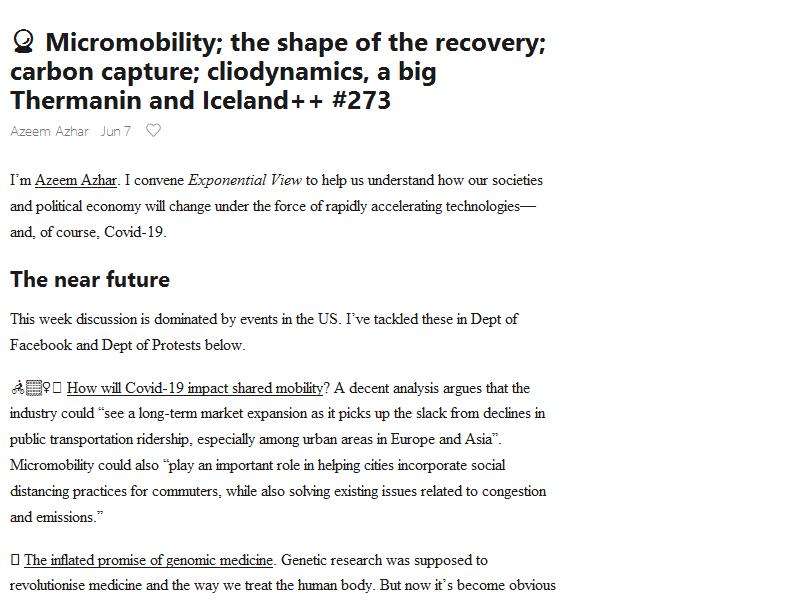 🔮 Micromobility; the shape of the recovery;
carbon capture; cliodynamics, a big
Thermanin and Iceland++ #273
Azeem Azhar Jun 7
I’m Azeem Azhar. I convene Exponential View to help us understand how our societies
and political economy will change under the force of rapidly accelerating technologies—
and, of course, Covid-19.
The near future
This week discussion is dominated by events in the US. I’ve tackled these in Dept of
Facebook and Dept of Protests below.
How will Covid-19 impact shared mobility? A decent analysis argues that the
industry could “see a long-term market expansion as it picks up the slack from declines in
public transportation ridership, especially among urban areas in Europe and Asia”.
Micromobility could also “play an important role in helping cities incorporate social
distancing practices for commuters, while also solving existing issues related to congestion
and emissions.”
The inflated promise of genomic medicine. Genetic research was supposed to
revolutionise medicine and the way we treat the human body. But now it’s become obvious